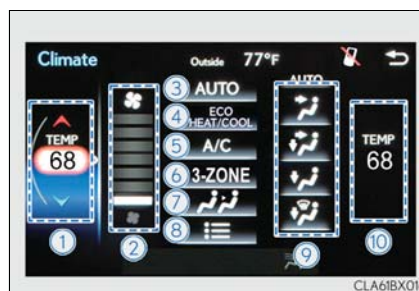 Climate
Outside 77°F
AUTO
3 AUTO
4 ECO HEAT/COOL
5 A/C
6 3-ZONE
7
8
TEMP
68
1
2
9
TEMP
68
10
CLA61BX01